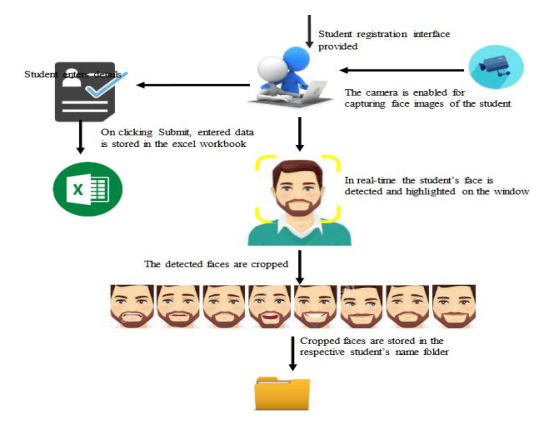 Student registration interface
provided
Student enters details
The camera is enabled for
capturing face images of the student
On clicking Submit, entered data
is stored in the excel workbook
X
In real-time the student's face is
detected and highlighted on the window
The detected faces are cropped
Cropped faces are stored in the
respective student's name folder